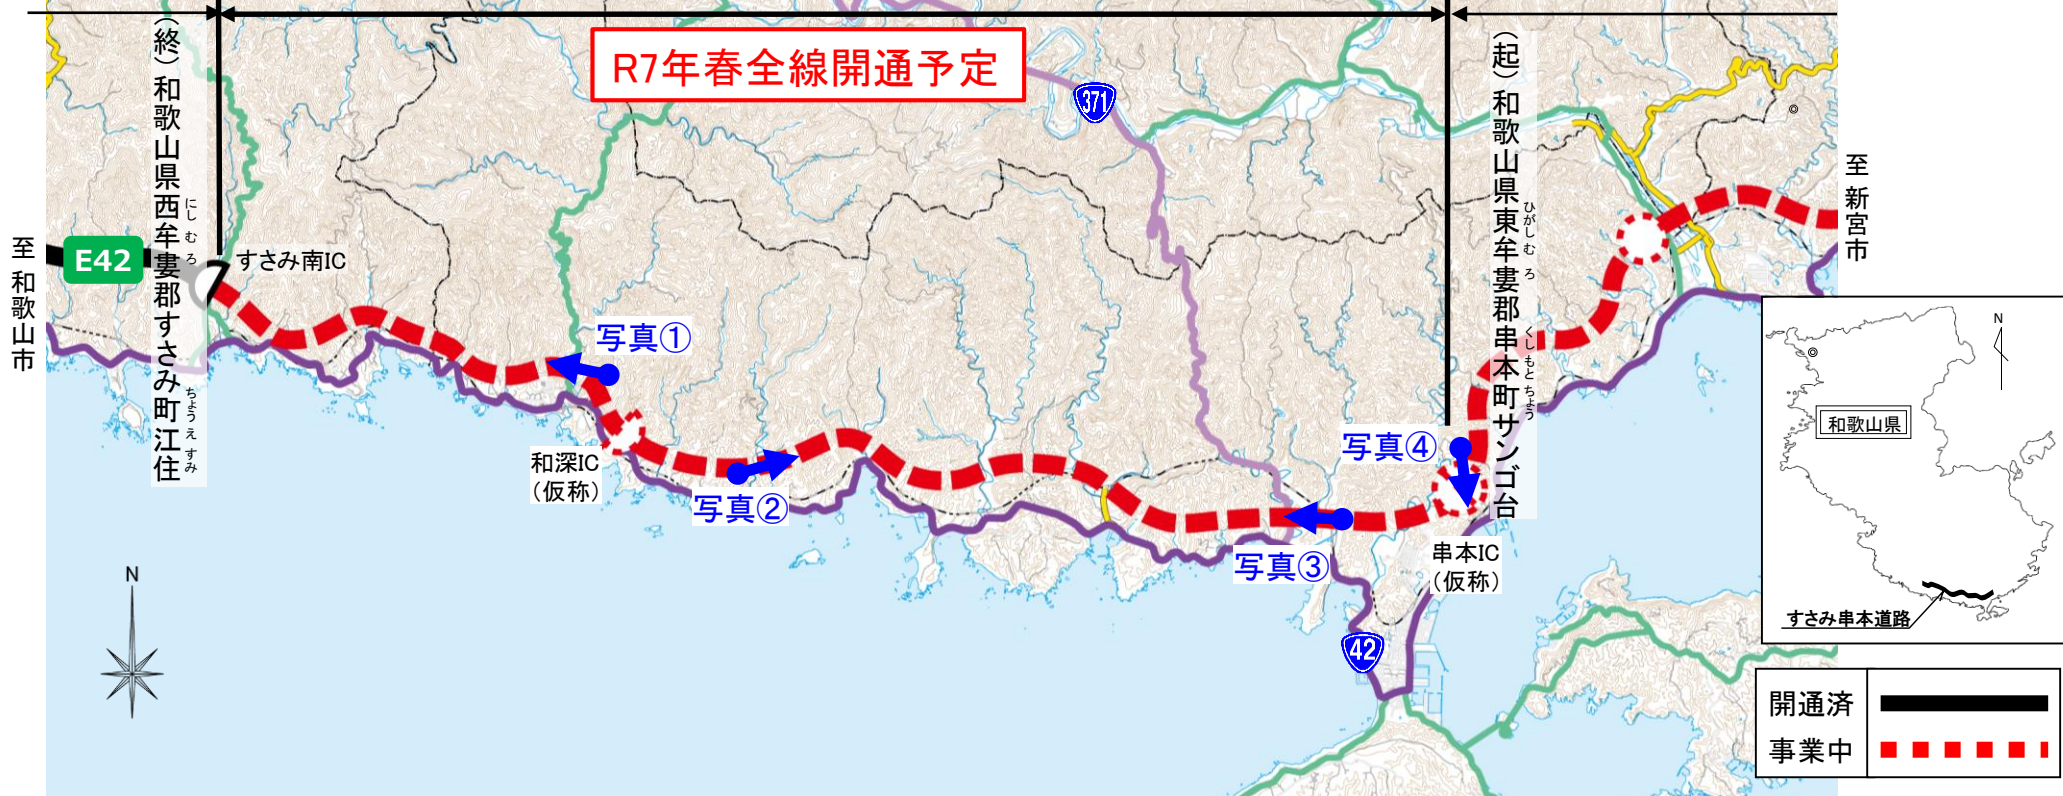 R7年春全線開通予定
371
(終)和歌山県西牟婁郡すさみ町江住
にし む ろ
ちょう え すみ
(起)和歌山県東牟婁郡串本町サンゴ台
ひがし む ろ
くし もと ちょう
至 和歌山市
E42
すさみ南IC
至 新宮市
写真①
和深IC
(仮称)
写真②
写真③
写真④
串本IC
(仮称)
42
N
N
和歌山県
すさみ串本道路
開通済
事業中